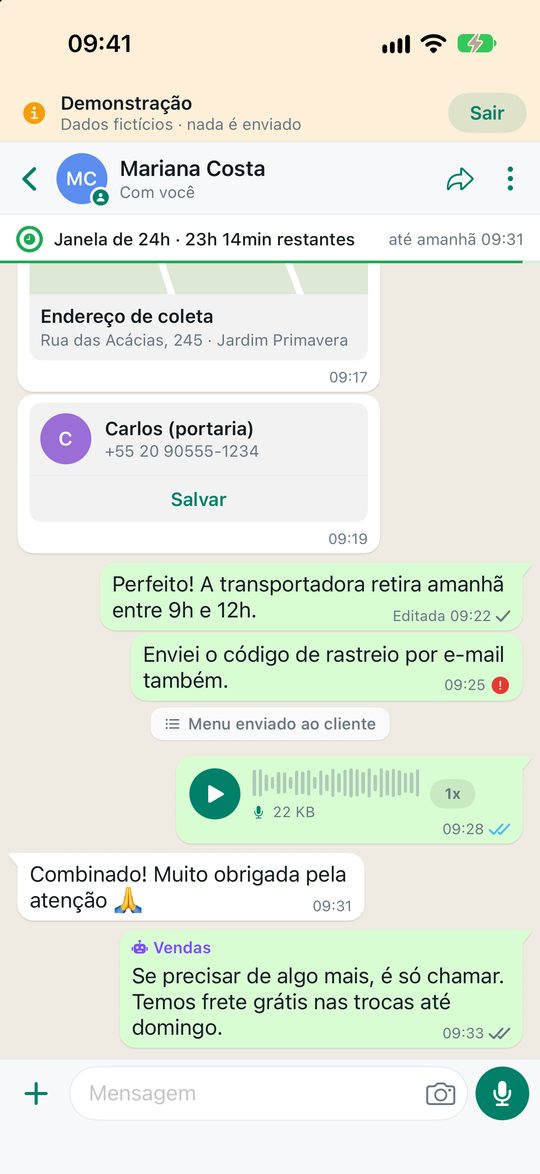 09:41
Demonstração
Dados fictícios · nada é enviado
Sair
MC
Mariana Costa
Com você
Janela de 24h · 23h 14min restantes
até amanhã 09:31
Endereço de coleta
Rua das Acácias, 245 · Jardim Primavera
09:17
C
Carlos (portaria)
+55 20 90555-1234
Salvar
09:19
Perfeito! A transportadora retira amanhã
entre 9h e 12h.
Editada 09:22
Enviei o código de rastreio por e-mail
também.
09:25
Menu enviado ao cliente
1x
22 KB
09:28
Combinado! Muito obrigada pela
atenção 🙏
09:31
Vendas
Se precisar de algo mais, é só chamar.
Temos frete grátis nas trocas até
domingo.
09:33
Mensagem